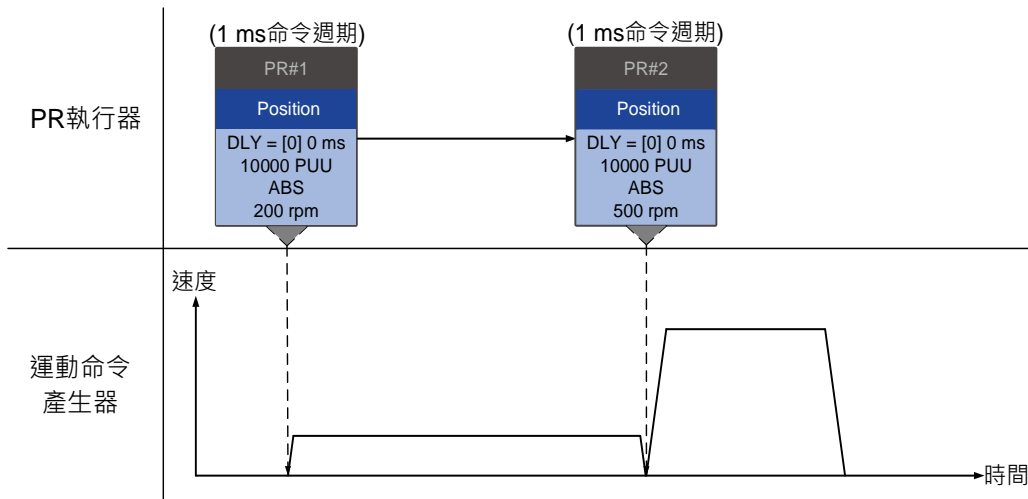 (1 ms命令週期)
(1 ms命令週期)
PR執行器
PR#1
Position
DLY = [0] 0 ms
10000 PUU
ABS
200 rpm
PR#2
Position
DLY = [0] 0 ms
10000 PUU
ABS
500 rpm
運動命令
產生器
速度
時間